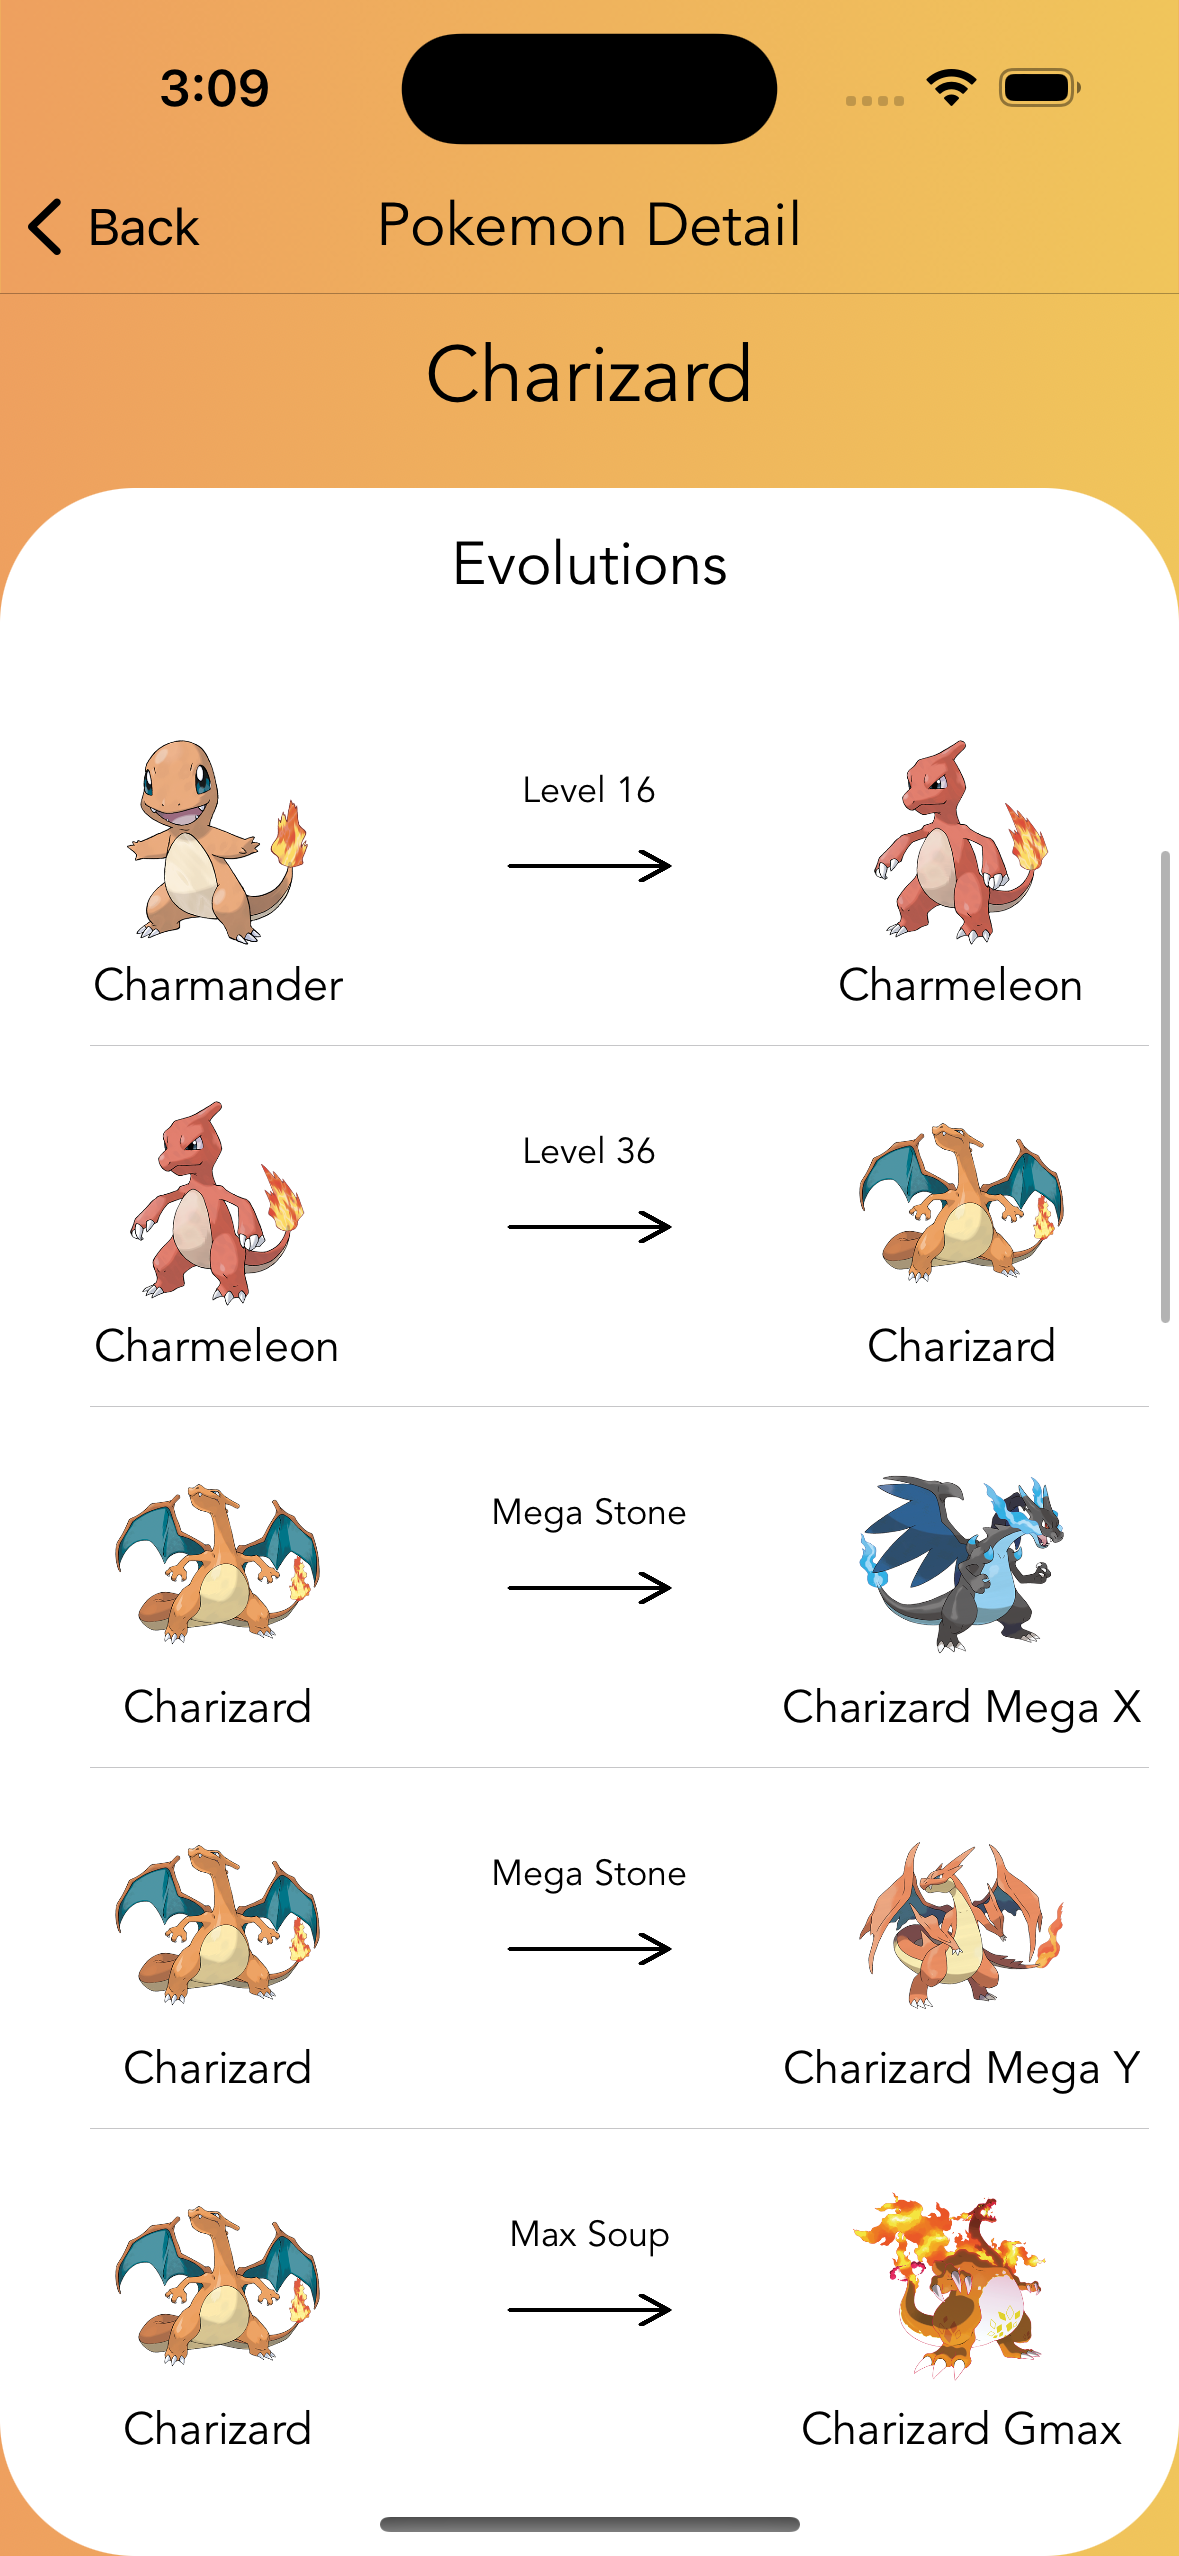 3:09
Back
Pokemon Detail
Charizard
Evolutions
Level 16
Charmander
Charmeleon
Level 36
Charmeleon
Charizard
Mega Stone
Charizard
Charizard Mega X
Mega Stone
Charizard
Charizard Mega Y
Max Soup
Charizard
Charizard Gmax